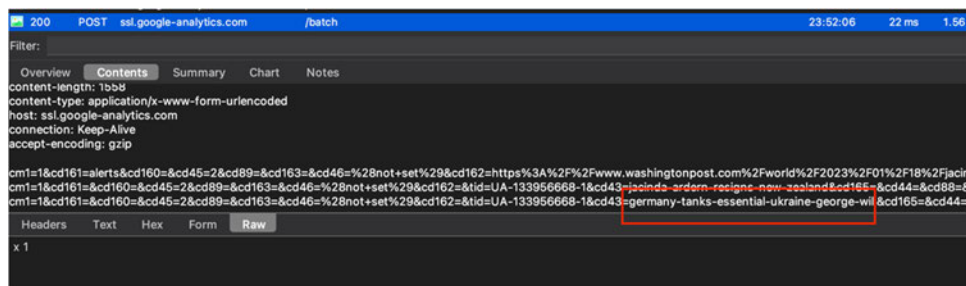 200 POST ssl.google-analytics.com /batch 23:52:06 22 ms 1.56
Filter:
Overview Contents Summary Chart Notes
content-length: 1558
content-type: application/x-www-form-urlencoded
host: ssl.google-analytics.com
connection: Keep-Alive
accept-encoding: gzip
cm1=1&cd161=alerts&cd160=&cd45=2&cd89=&cd163=&cd46=%28not+set%29&cd162=https%3A%2F%2Fwww.washingtonpost.com%2Fworld%2F2023%2F01%2F18%2Fjacin
cm1=1&cd161=&cd160=&cd45=2&cd89=&cd163=&cd46=%28not+set%29&cd162=&tid=UA-133956668-1&cd43=jacinda-ardern-resigns-new-zealand&cd165=&cd44=&cd88=&
cm1=1&cd161=&cd160=&cd45=2&cd89=&cd163=&cd46=%28not+set%29&cd162=&tid=UA-133956668-1&cd43=germany-tanks-essential-ukraine-george-wil&cd165=&cd44=
Headers Text Hex Form Raw
x 1